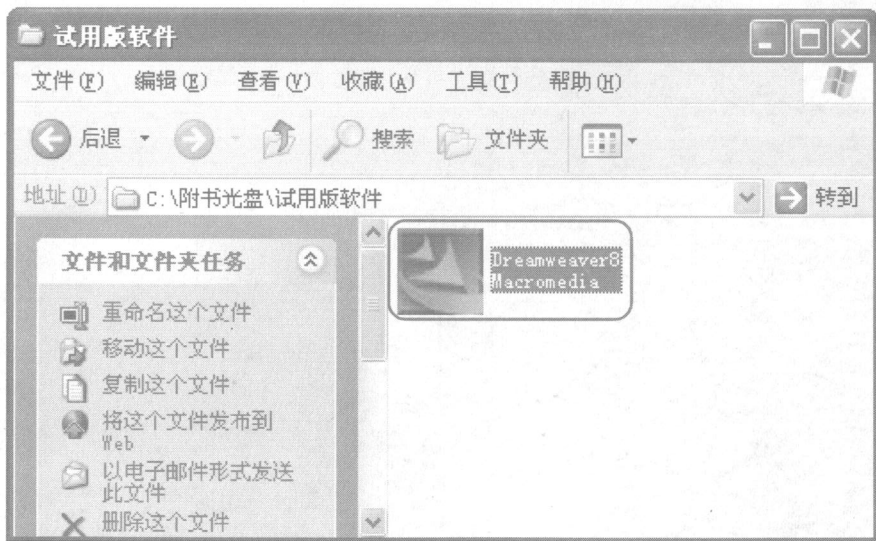 试用版软件
文件(F) 编辑(E) 查看(V) 收藏(A) 工具(T) 帮助(H)
后退 搜索 文件夹
地址(D) C:\附书光盘\试用版软件 转到
文件和文件夹任务
重命名这个文件
移动这个文件
复制这个文件
将这个文件发布到
Web
以电子邮件形式发送
此文件
删除这个文件
Dreamweaver8
Macromedia